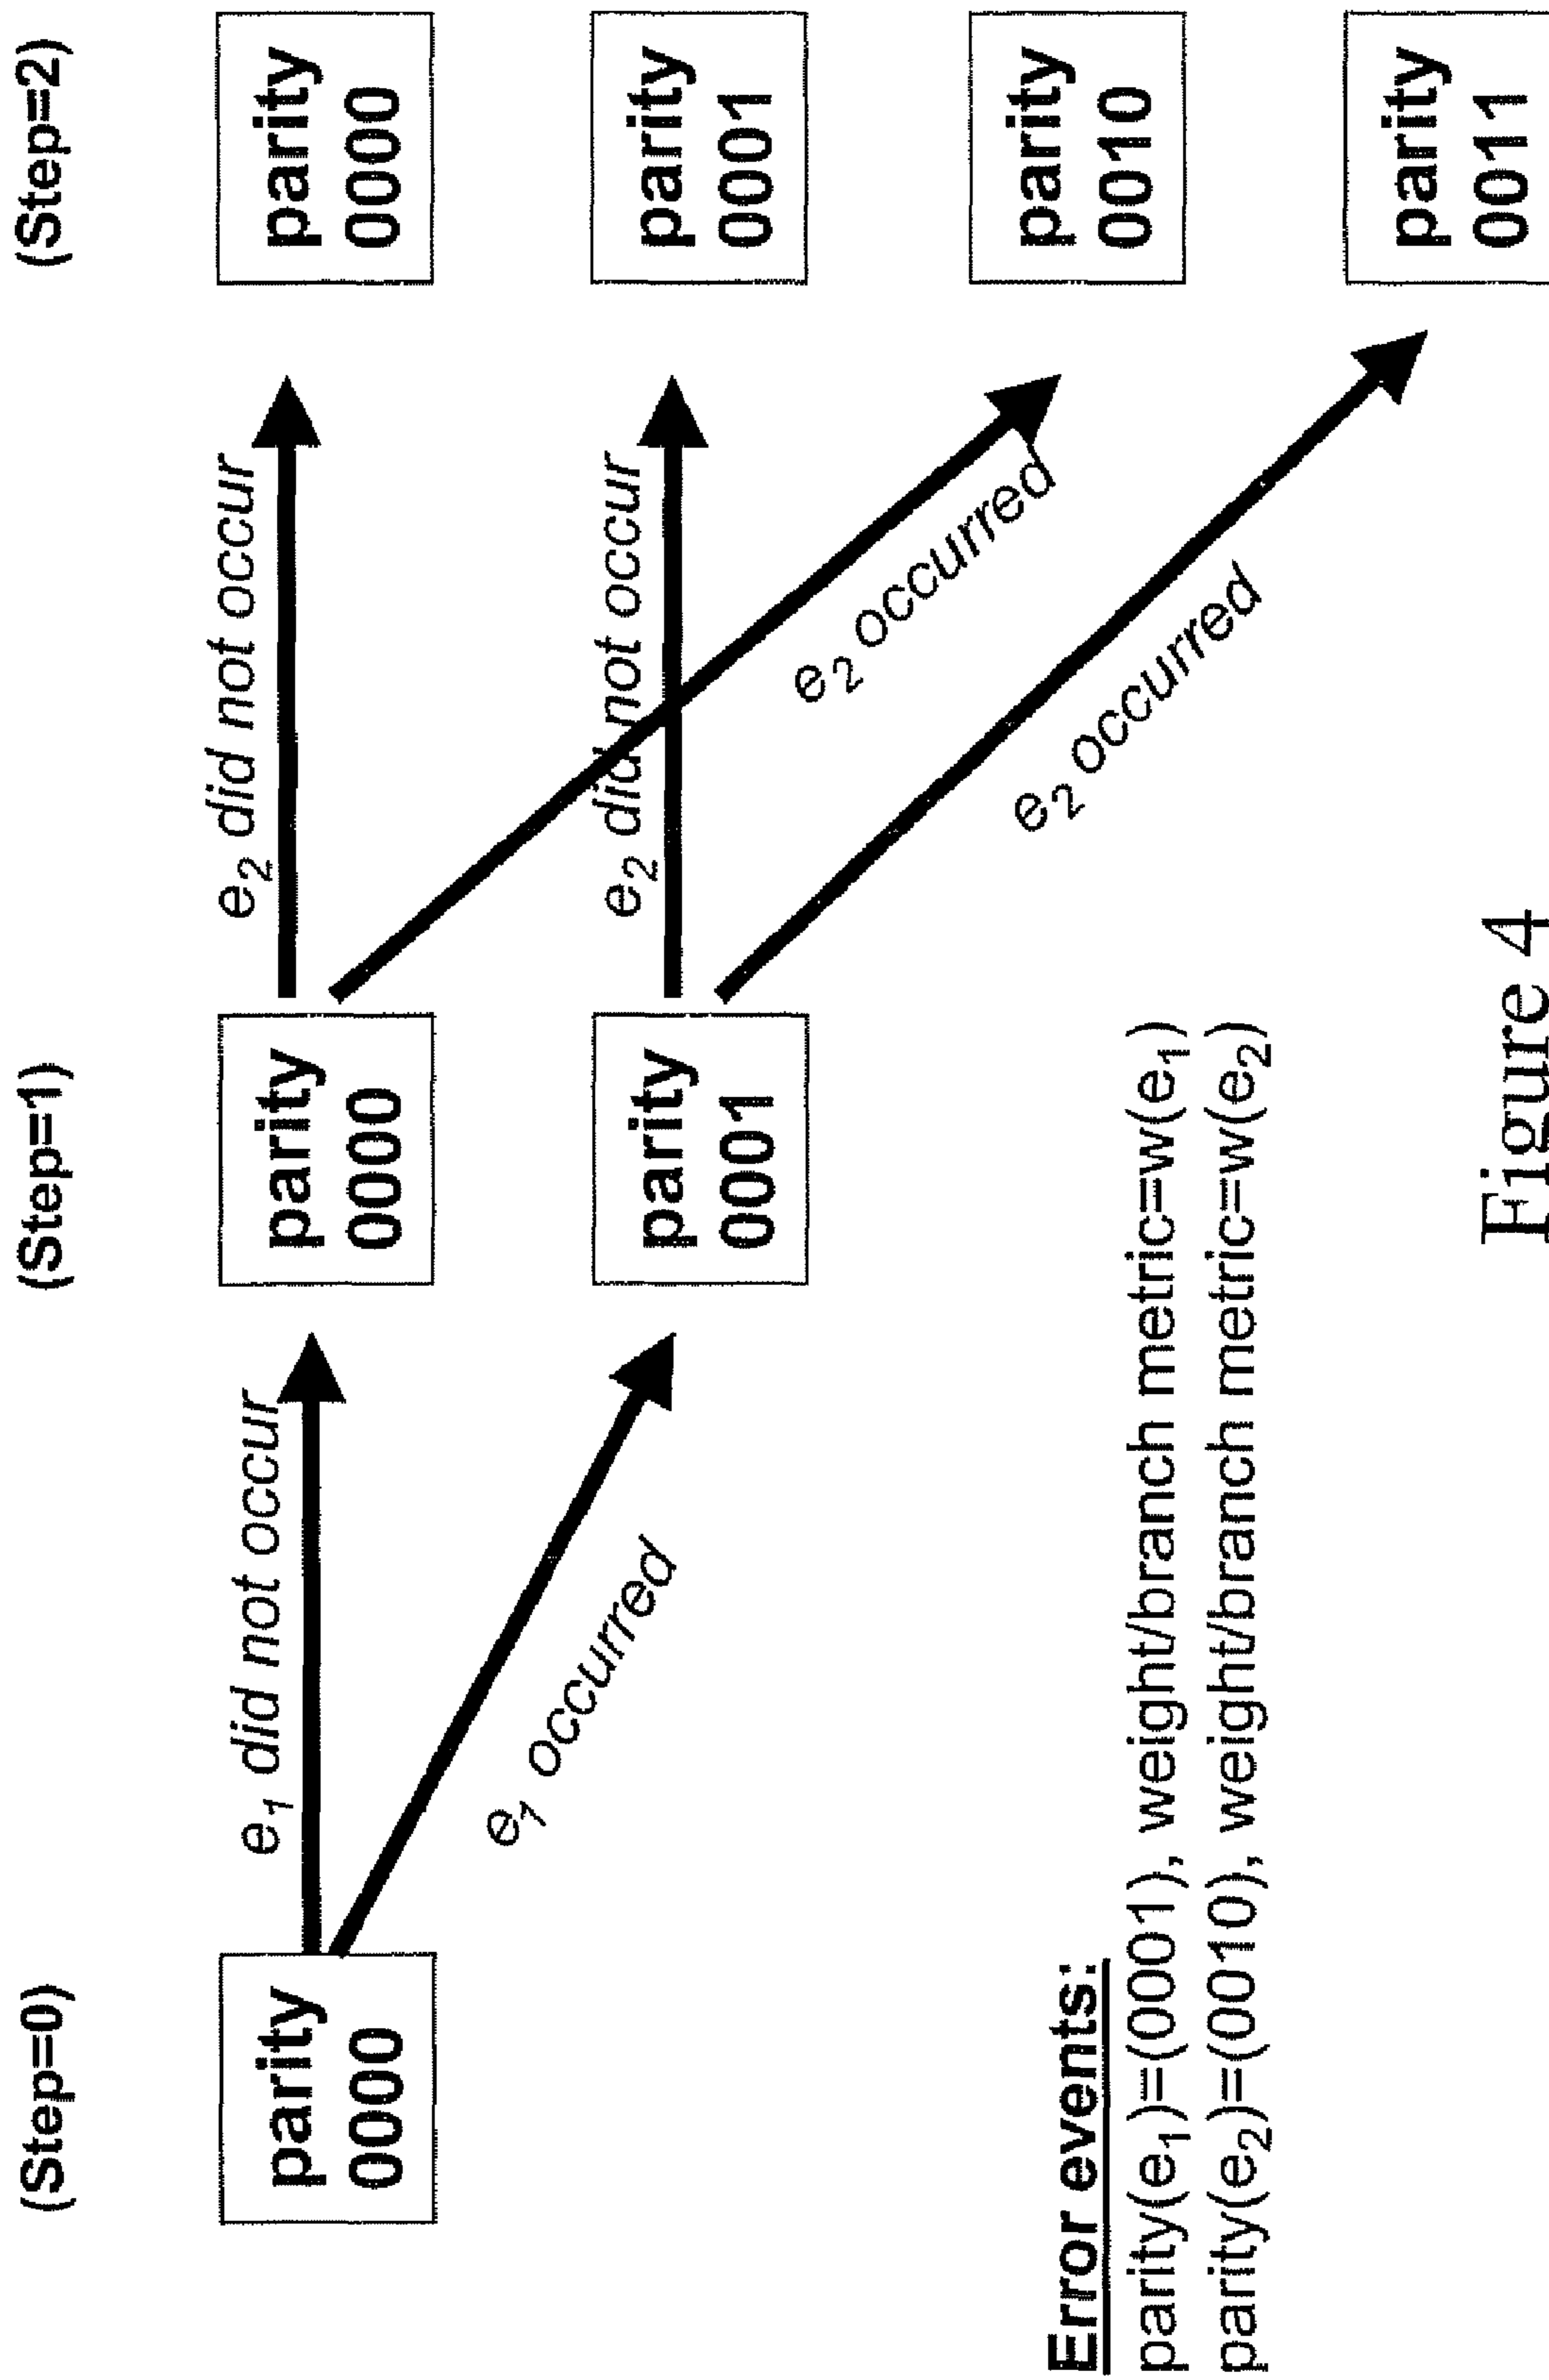 (Step=0)
(Step=1)
(Step=2)
parity
0000
e1 did not occur
e1 occurred
parity
0000
parity
0001
e2 did not occur
e2 did not occur
e2 occurred
e2 occurred
parity
0000
parity
0001
parity
0010
parity
0011
Error events:
parity(e1)=(0001), weight/branch metric=w(e1)
parity(e2)=(0010), weight/branch metric=w(e2)
Figure 4